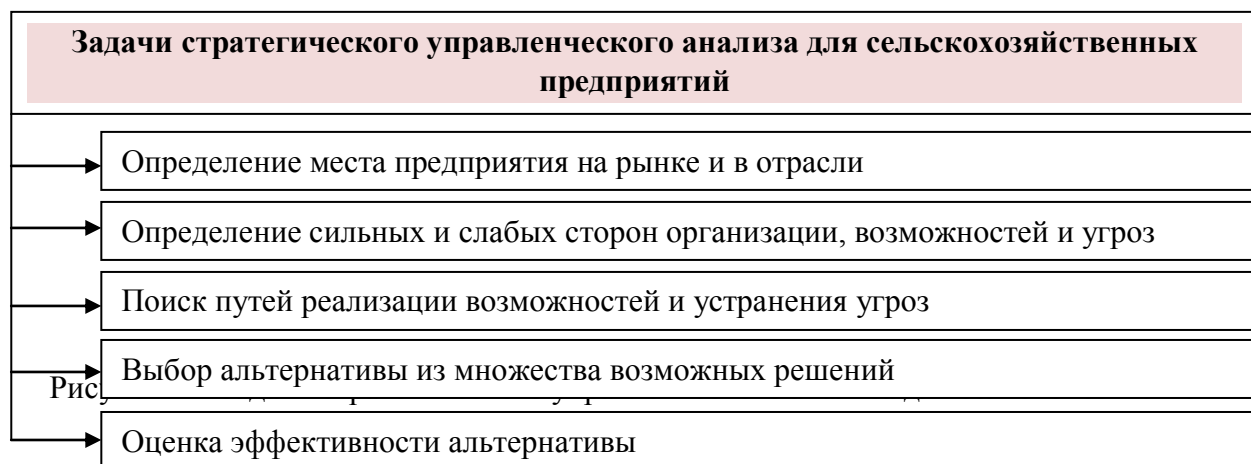 Задачи стратегического управленческого анализа для сельскохозяйственных
предприятий
Определение места предприятия на рынке и в отрасли
Определение сильных и слабых сторон организации, возможностей и угроз
Поиск путей реализации возможностей и устранения угроз
Выбор альтернативы из множества возможных решений
Оценка эффективности альтернативы